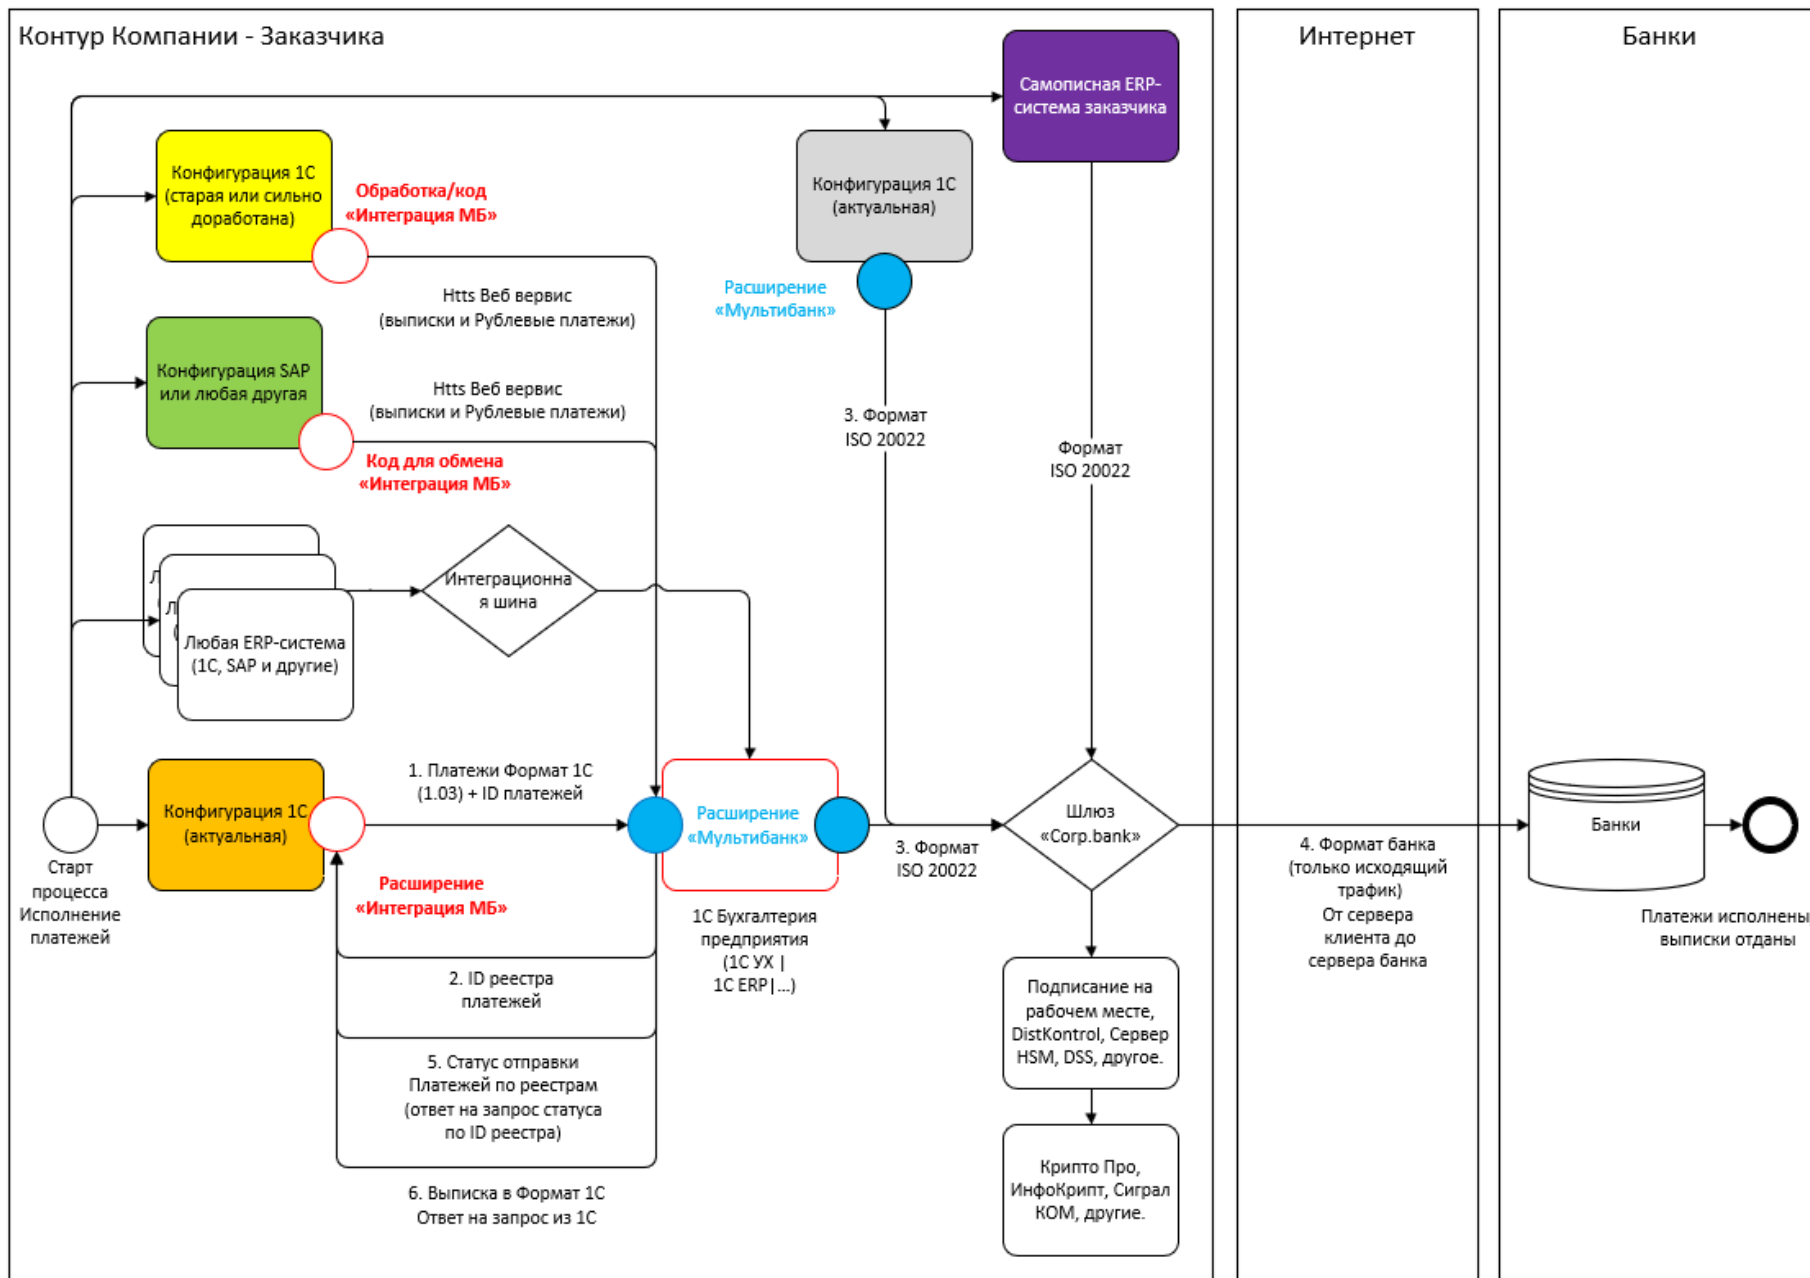 Контур Компании - Заказчика
Интернет
Банки
Самописная ERP-
система заказчика
Конфигурация 1С
(старая или сильно
доработана)
Обработка/код
«Интеграция МБ»
Конфигурация 1С
(актуальная)
Расширение
«Мультибанк»
Htts Веб вервис
(выписки и Рублевые платежи)
Конфигурация SAP
или любая другая
Htts Веб вервис
(выписки и Рублевые платежи)
Код для обмена
«Интеграция МБ»
3. Формат
ISO 20022
Формат
ISO 20022
Интеграционна
я шина
Л
(
Л
(
Любая ERP-система
(1С, SAP и другие)
Старт
процесса
Исполнение
платежей
Конфигурация 1С
(актуальная)
1. Платежи Формат 1С
(1.03) + ID платежей
Расширение
«Интеграция МБ»
Расширение
«Мультибанк»
1С Бухгалтерия
предприятия
(1С УХ |
1С ERP|...)
3. Формат
ISO 20022
Шлюз
«Corp.bank»
4. Формат банка
(только исходящий
трафик)
От сервера
клиента до
сервера банка
Банки
Платежи исполнены
выписки отданы
2. ID реестра
платежей
5. Статус отправки
Платежей по реестрам
(ответ на запрос статуса
по ID реестра)
6. Выписка в Формат 1С
Ответ на запрос из 1С
Подписание на
рабочем месте,
DistKontrol, Сервер
HSM, DSS, другое.
Крипто Про,
ИнфоКрипт, Сиграл
КОМ, другие.